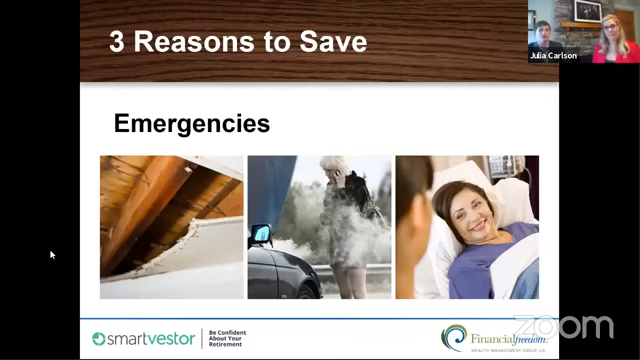 3 Reasons to Save
Julia Carlson
Emergencies
smartvestor
Be Confident
About Your
Retirement
Financial freedom
WEALTH MANAGEMENT GROUP LLC
zoom